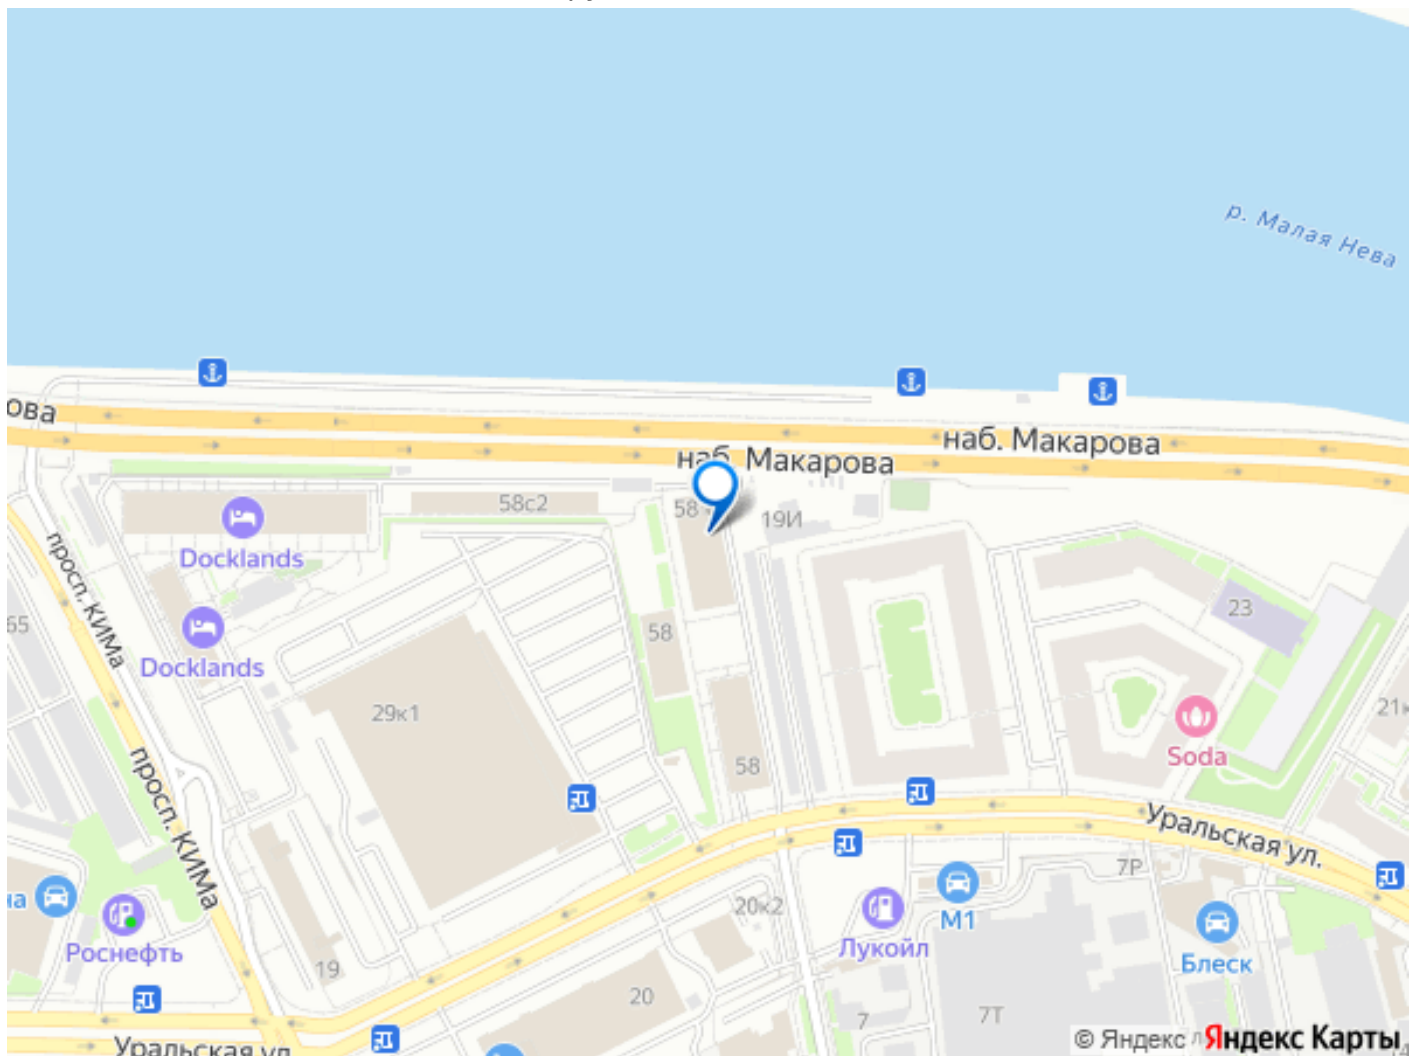 р. Малая Нева
ова
наб. Макарова
наб. Макарова
58с2
58
19И
Docklands
просп. КИМа
65
58
23
Docklands
29к1
21к
Soda
58
просп. КИМа
Уральская ул.
7Р
на
20к2
М1
Роснефть
Лукойл
19
Блеск
20
7
7Т
Уральская ул
© Яндекс
Яндекс Карты